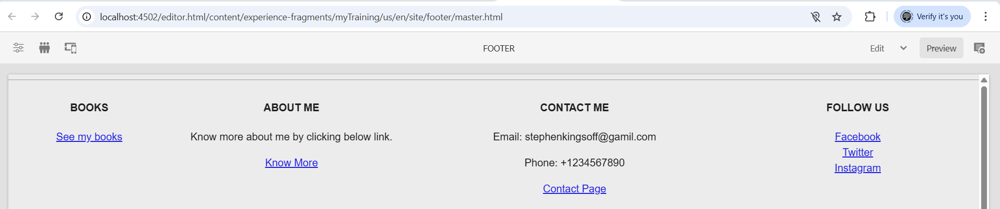 localhost:4502/editor.html/content/experience-fragments/myTraining/us/en/site/footer/master.html
Verify it's you
FOOTER
Edit
Preview
BOOKS
See my books
ABOUT ME
Know more about me by clicking below link.
Know More
CONTACT ME
Email: stephenkingsoff@gamil.com
Phone: +1234567890
Contact Page
FOLLOW US
Facebook
Twitter
Instagram